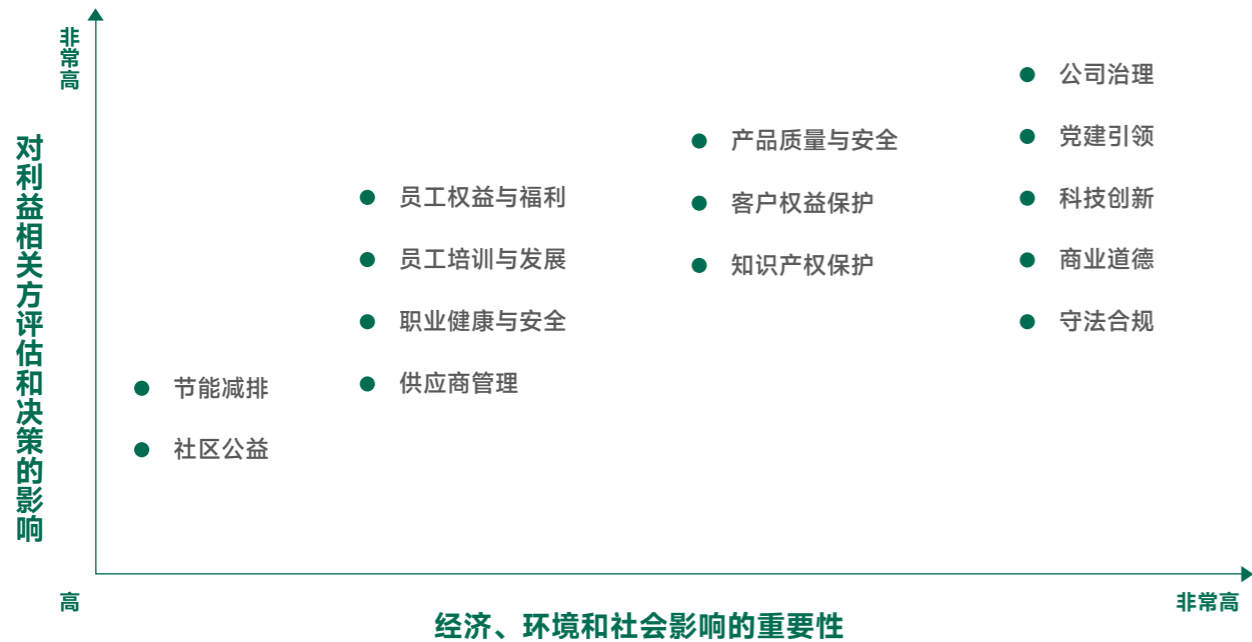 非常高
对利益相关方评估和决策的影响
公司治理
党建引领
科技创新
商业道德
守法合规
产品质量与安全
客户权益保护
知识产权保护
员工权益与福利
员工培训与发展
职业健康与安全
供应商管理
节能减排
社区公益
高
非常高
经济、环境和社会影响的重要性